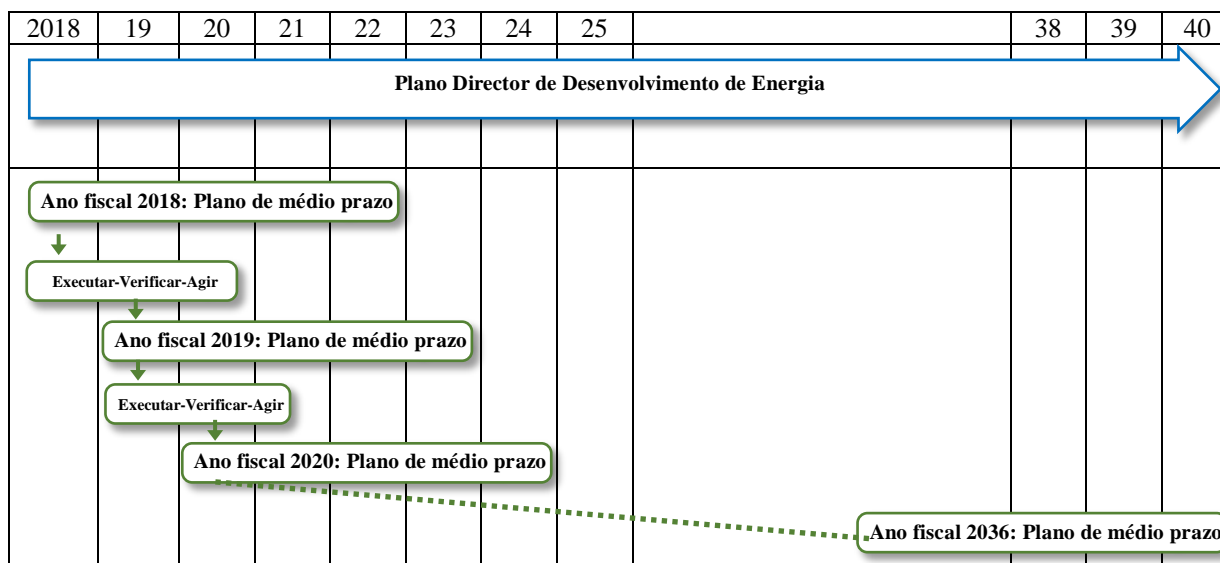 2018 19 20 21 22 23 24 25 38 39 40
Plano Director de Desenvolvimento de Energia
Ano fiscal 2018: Plano de médio prazo
Executar-Verificar-Agir
Ano fiscal 2019: Plano de médio prazo
Executar-Verificar-Agir
Ano fiscal 2020: Plano de médio prazo
Ano fiscal 2036: Plano de médio prazo